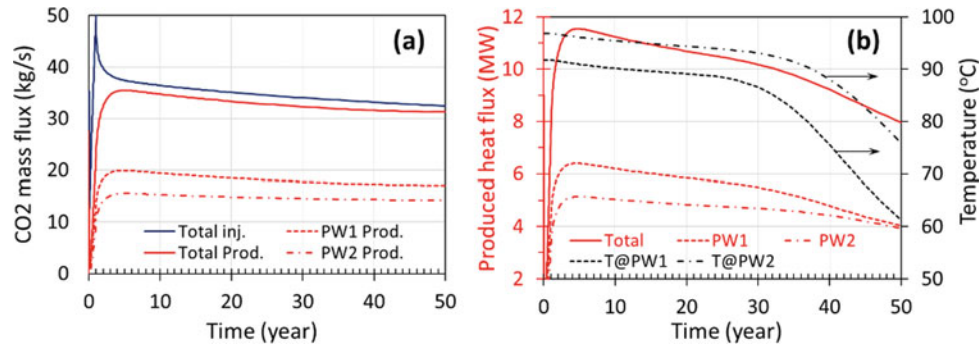 (a)
CO2 mass flux (kg/s)
50
40
30
20
10
0
Total inj.
PW1 Prod.
Total Prod.
PW2 Prod.
0 10 20 30 40 50
Time (year)
(b)
Produced heat flux (MW)
12
10
8
6
4
2
Total
PW1
PW2
T@PW1
T@PW2
0 10 20 30 40 50
Time (year)
100
90
80
70
60
50
Temperature (°C)